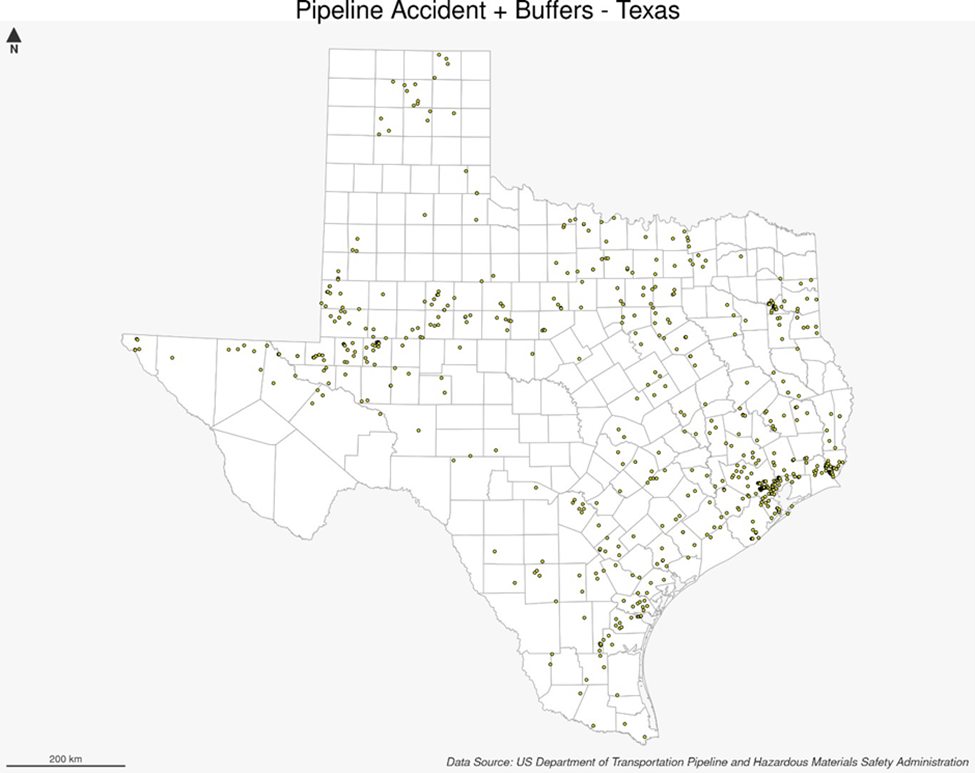 Pipeline Accident + Buffers - Texas
N
200 km
Data Source: US Department of Transportation Pipeline and Hazardous Materials Safety Administration